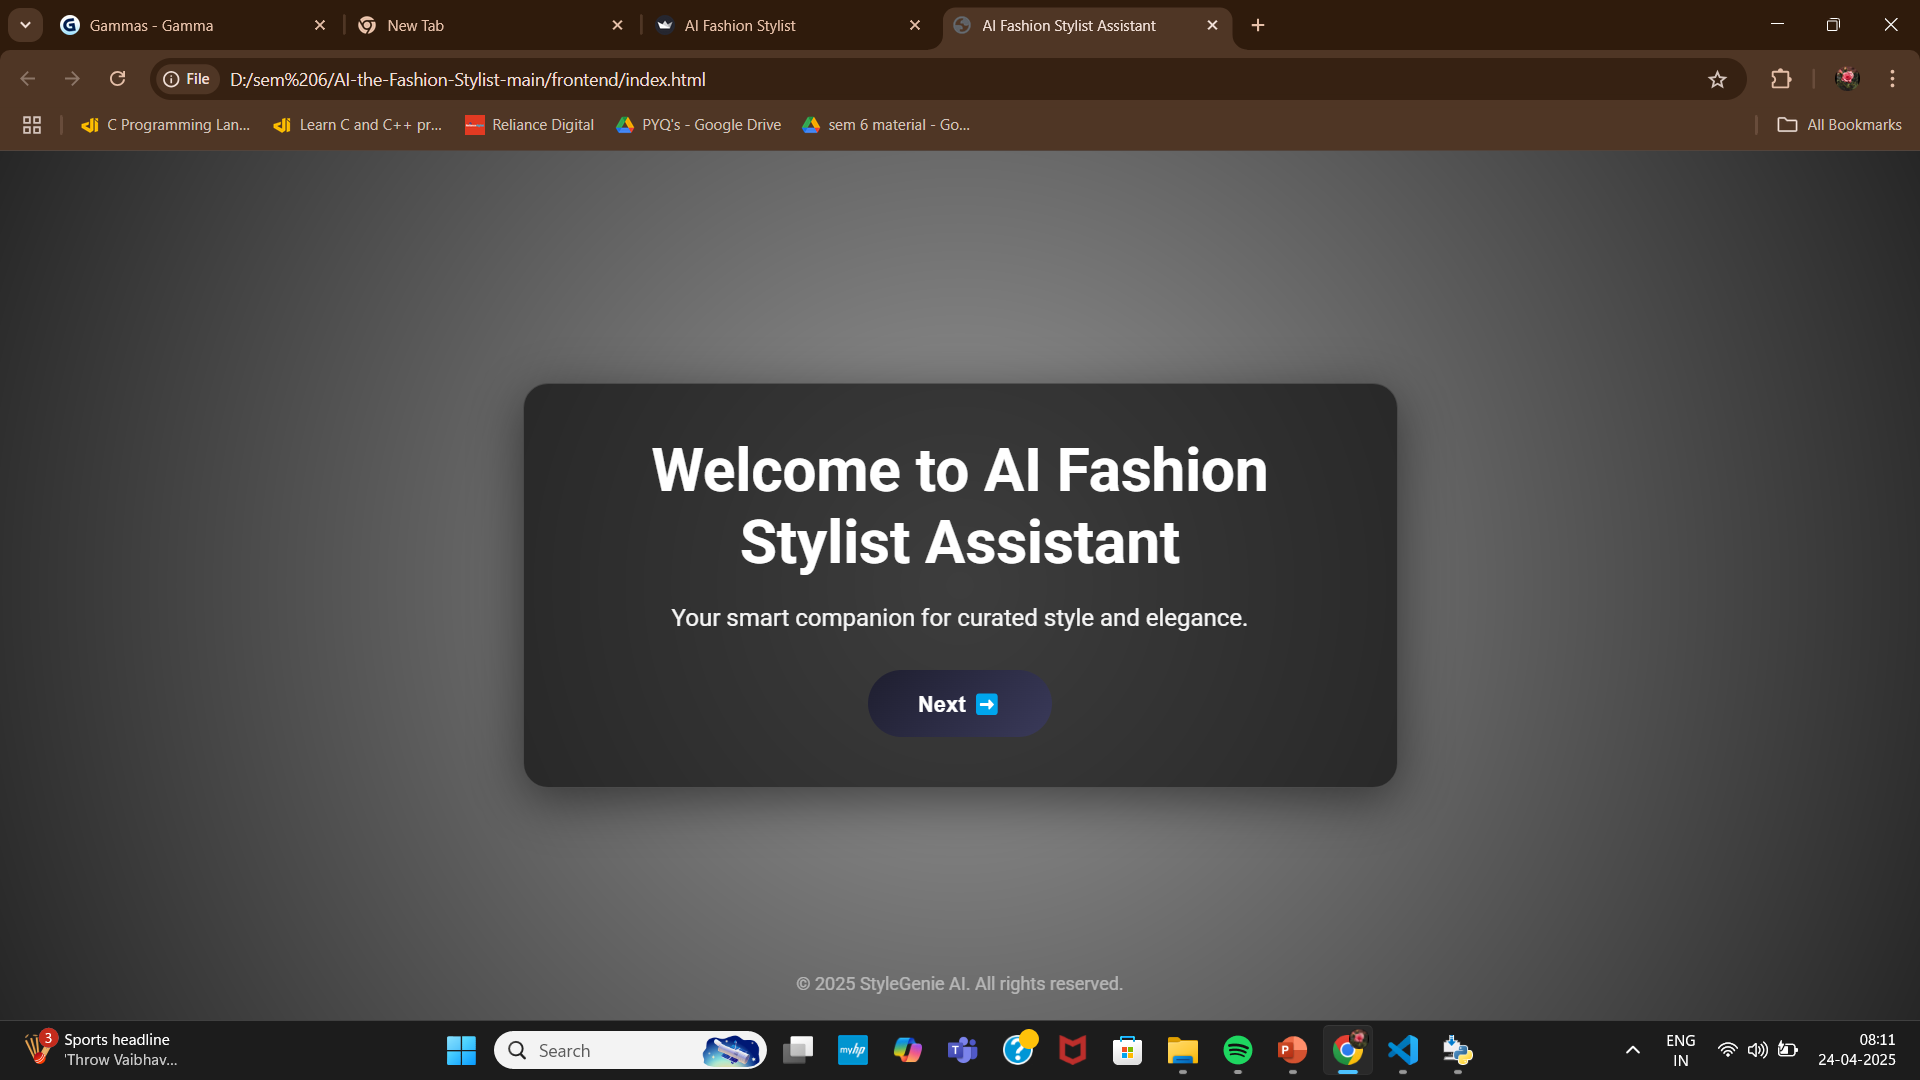 Gammas - Gamma
New Tab
AI Fashion Stylist
AI Fashion Stylist Assistant
File
D:/sem%206/AI-the-Fashion-Stylist-main/frontend/index.html
C Programming Lan...
Learn C and C++ pr...
Reliance Digital
PYQ's - Google Drive
sem 6 material - Go...
All Bookmarks
Welcome to AI Fashion
Stylist Assistant
Your smart companion for curated style and elegance.
Next ➡️
© 2025 StyleGenie AI. All rights reserved.
3
Sports headline
'Throw Vaibhav...
Search
myhp
T
P
ENG
IN
08:11
24-04-2025